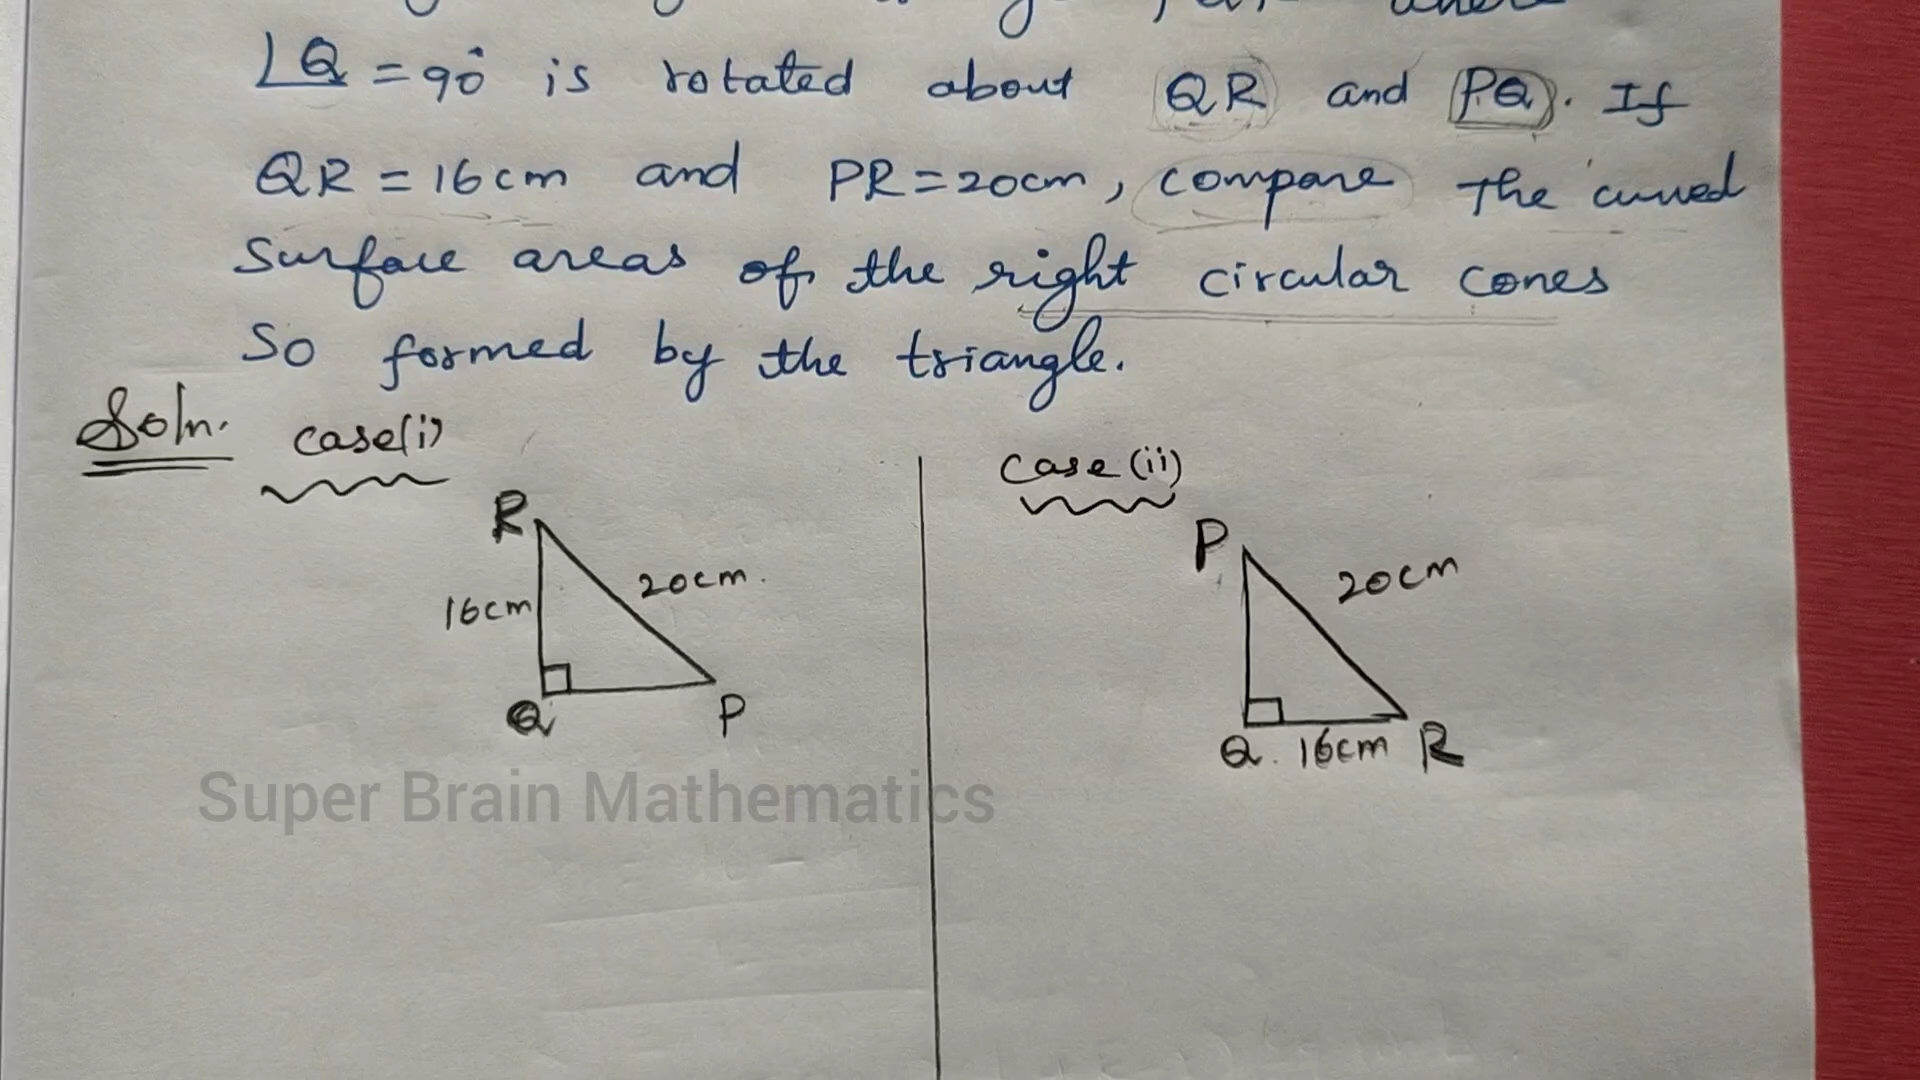 ∠Q = 90° is rotated about QR and PQ. If
QR = 16cm and PR = 20cm, compare the curved
surface areas of the right circular cones
So formed by the triangle.
Soln. case(i)
case (ii)
R
P
20cm.
20cm
16cm
Q
P
Q. 16cm R
Super Brain Mathematics